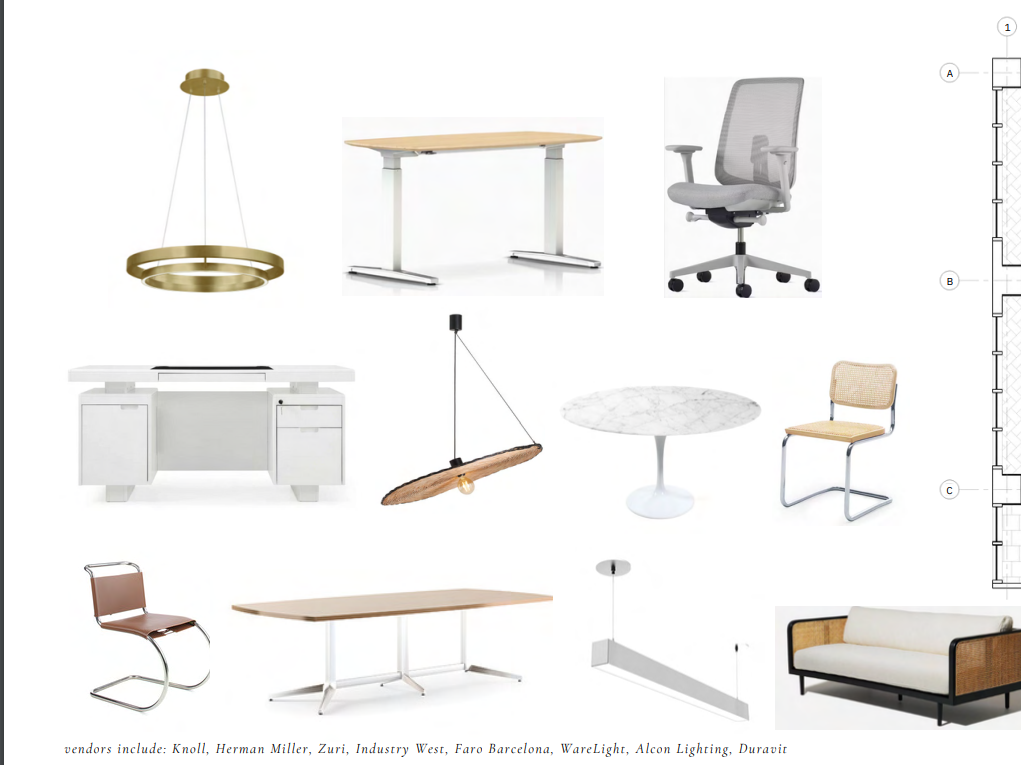 1
A
B
C
vendors include: Knoll, Herman Miller, Zuri, Industry West, Faro Barcelona, WareLight, Alcon Lighting, Duravit